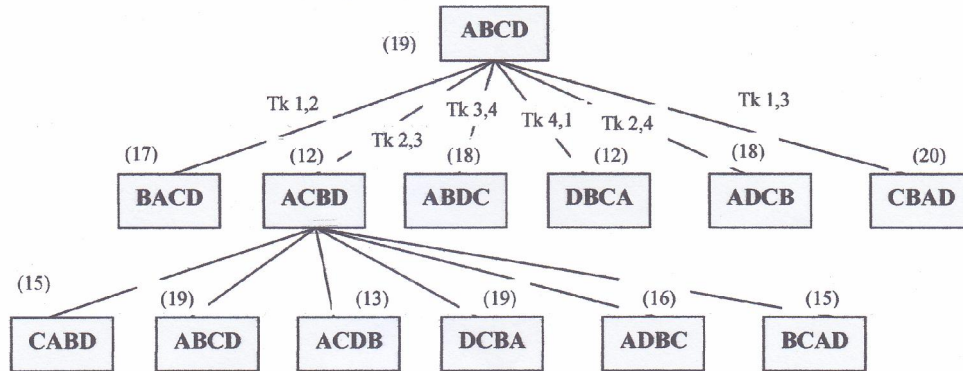 ABCD
(19)
Tk 1,2
Tk 2,3
Tk 3,4
Tk 4,1
Tk 2,4
Tk 1,3
(17)
(12)
(18)
(12)
(18)
(20)
BACD
ACBD
ABDC
DBCA
ADCB
CBAD
(15)
(19)
(13)
(19)
(16)
(15)
CABD
ABCD
ACDB
DCBA
ADBC
BCAD